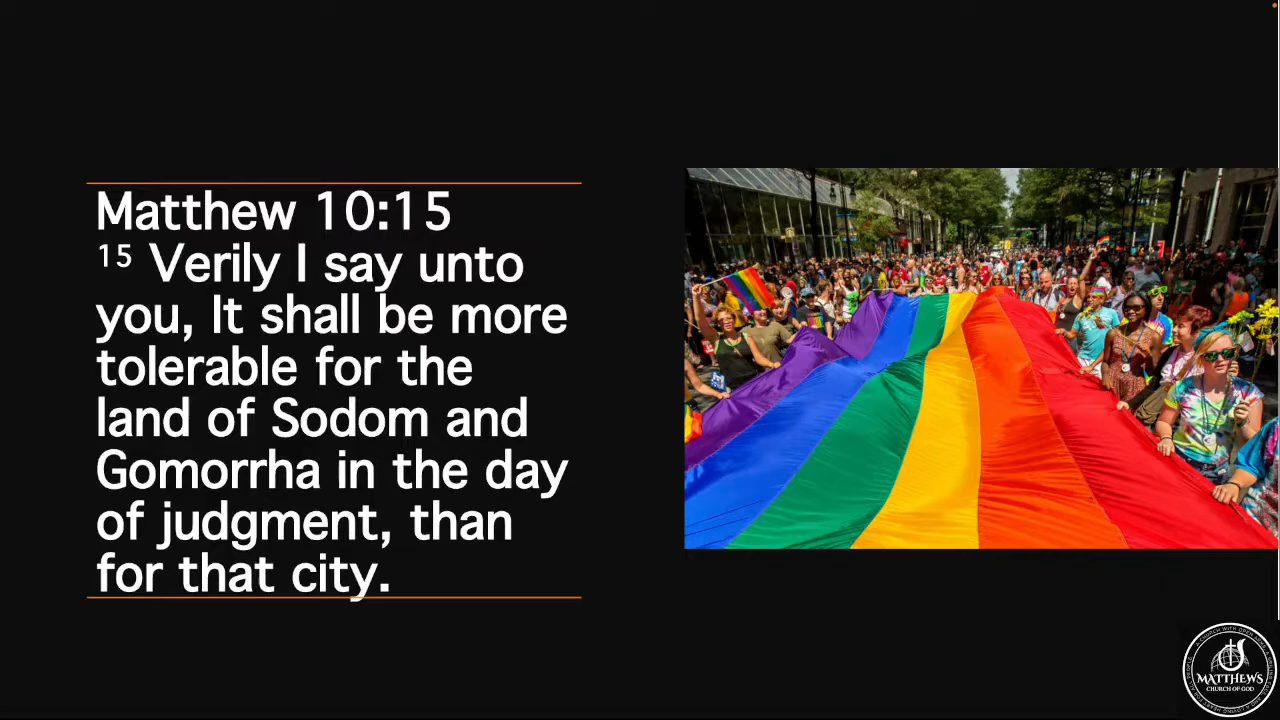 Matthew 10:15
15 Verily I say unto
you, It shall be more
tolerable for the
land of Sodom and
Gomorrha in the day
of judgment, than
for that city.
MATTHEWS
CHURCH OF GOD